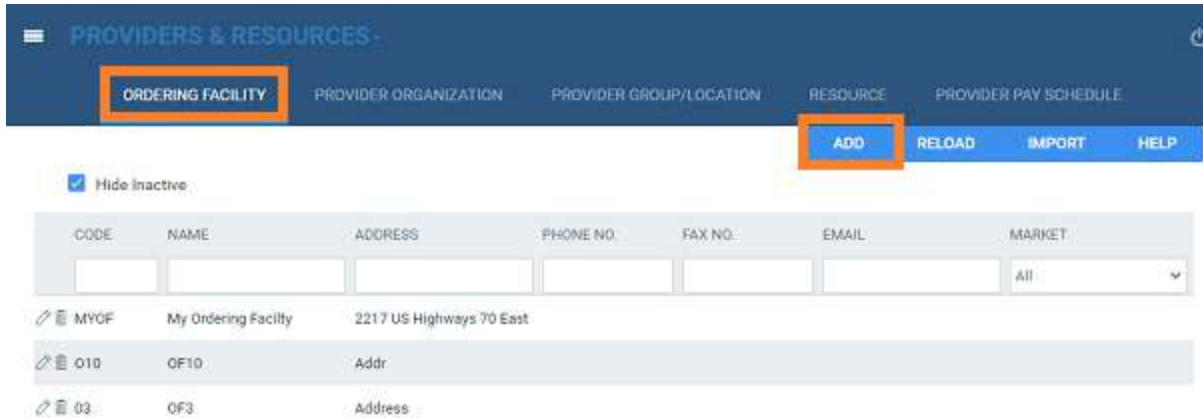 PROVIDERS & RESOURCES-
ORDERING FACILITY PROVIDER ORGANIZATION PROVIDER GROUP/LOCATION RESOURCE PROVIDER PAY SCHEDULE
ADD RELOAD IMPORT HELP
Hide Inactive
CODE NAME ADDRESS PHONE NO. FAX NO. EMAIL MARKET
All
MYOF My Ordering Facilty 2217 US Highways 70 East
O10 OF10 Addr
03 OF3 Address